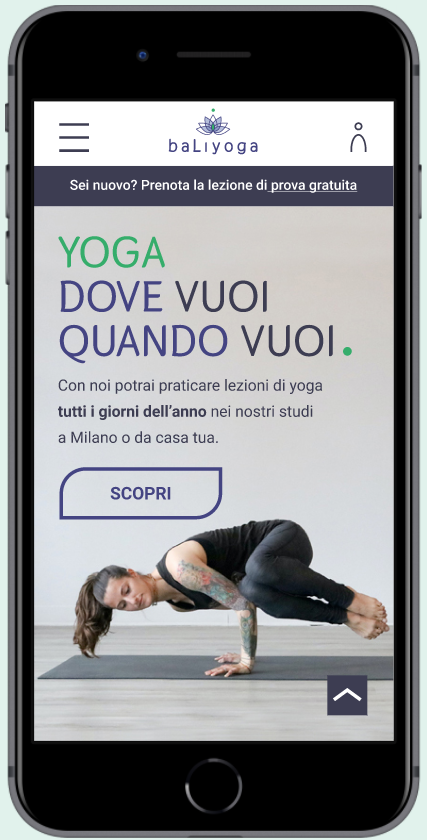 baLıyoga
Sei nuovo? Prenota la lezione di prova gratuita
YOGA
DOVE VUOI
QUANDO VUOI.
Con noi potrai praticare lezioni di yoga
tutti i giorni dell'anno nei nostri studi
a Milano o da casa tua.
SCOPRI